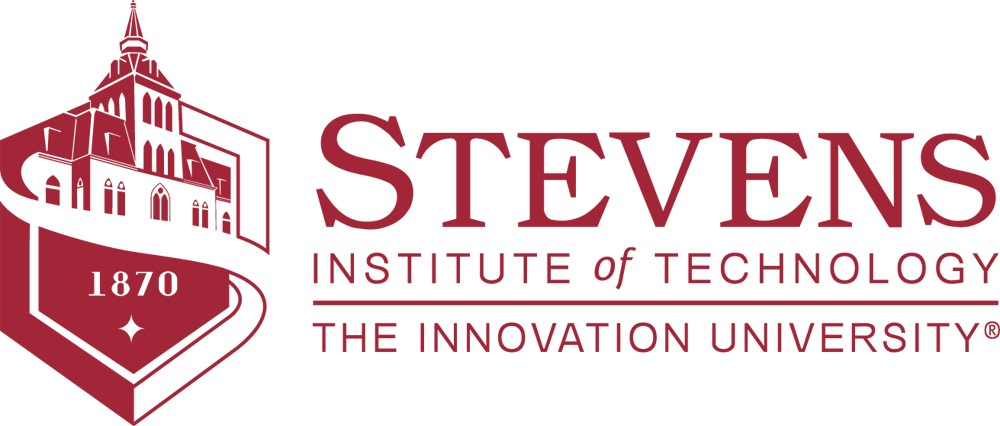 1870
STEVENS
INSTITUTE of TECHNOLOGY
THE INNOVATION UNIVERSITY®